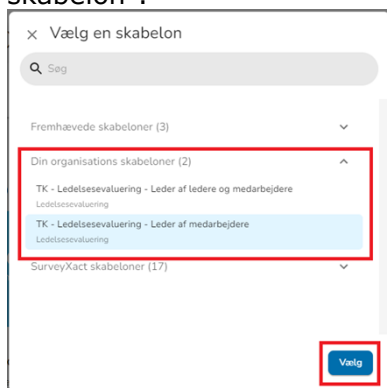 skabelon".
× Vælg en skabelon
Søg
Fremhævede skabeloner (3)
Din organisations skabeloner (2)
TK - Ledelsesevaluering - Leder af ledere og medarbejdere
Ledelsesevaluering
TK - Ledelsesevaluering - Leder af medarbejdere
Ledelsesevaluering
SurveyXact skabeloner (17)
Vælg